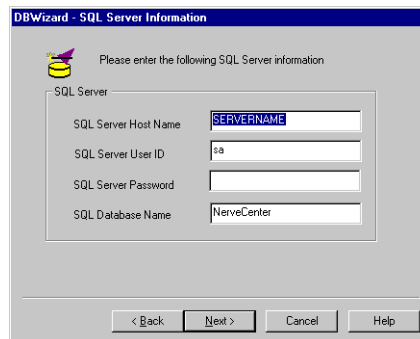 DBWizard - SQL Server Information
Please enter the following SQL Server information
SQL Server
SQL Server Host Name SERVERNAME
SQL Server User ID sa
SQL Server Password
SQL Database Name NerveCenter
< Back Next > Cancel Help